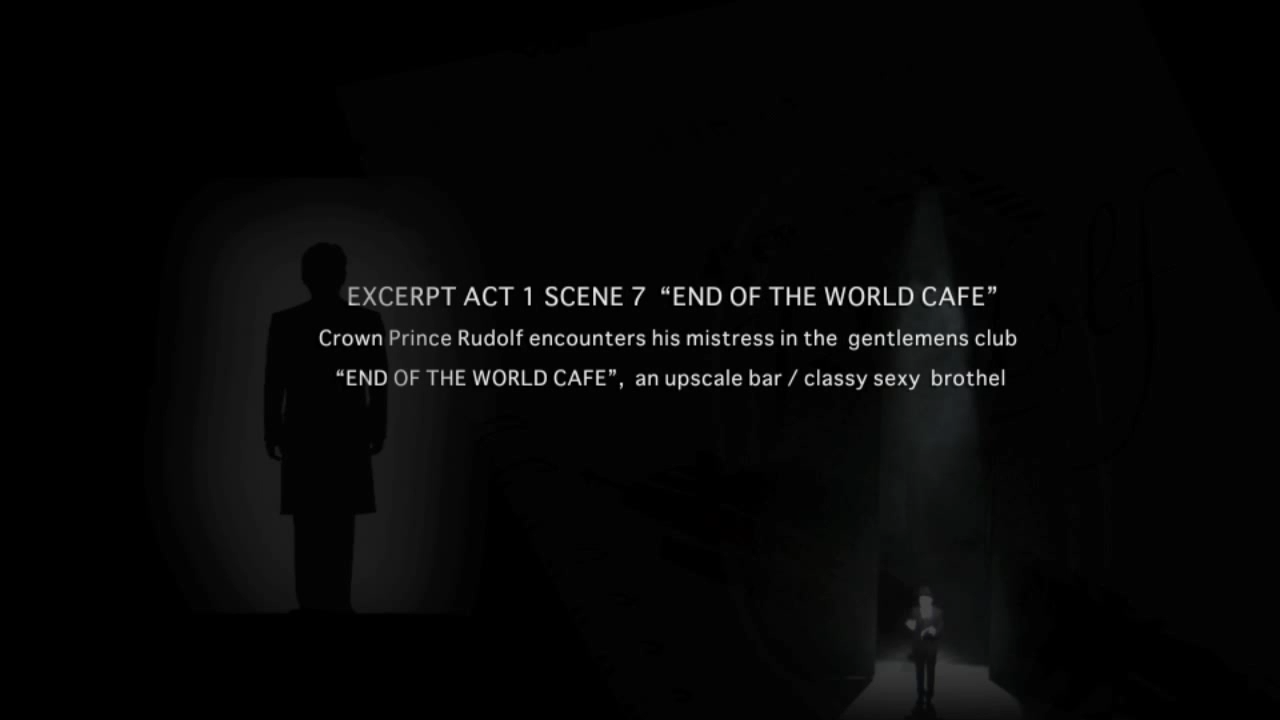 EXCERPT ACT 1 SCENE 7 “END OF THE WORLD CAFE”
Crown Prince Rudolf encounters his mistress in the gentlemens club
“END OF THE WORLD CAFE”, an upscale bar / classy sexy brothel